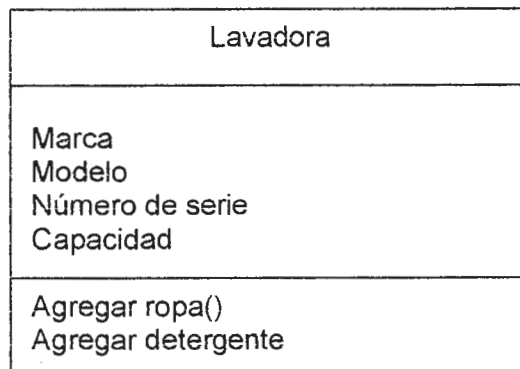 Lavadora
Marca
Modelo
Número de serie
Capacidad
Agregar ropa()
Agregar detergente